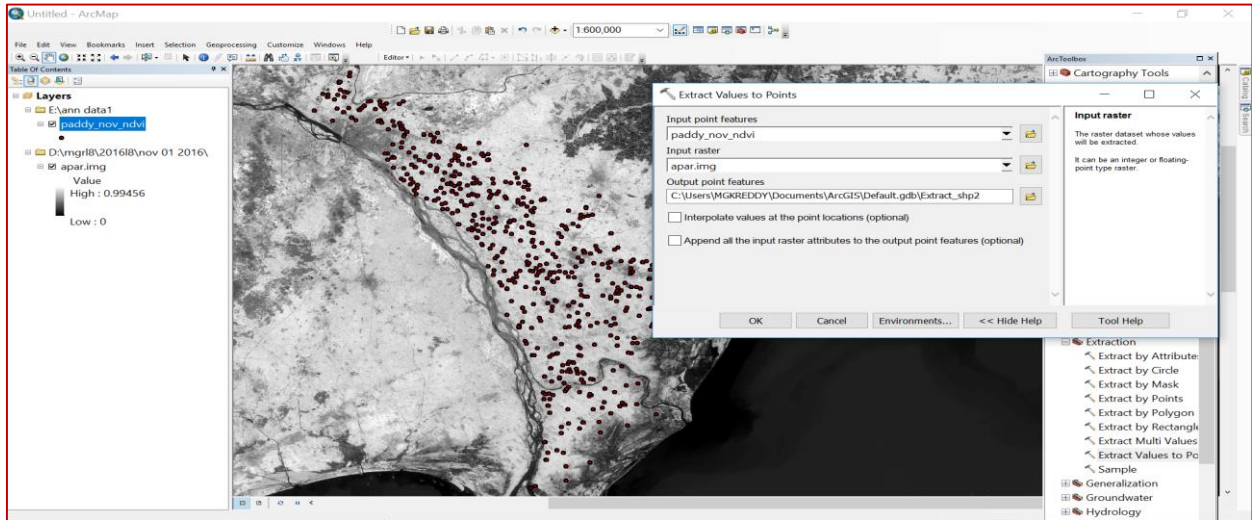 Untitled - ArcMap
1:600,000
File Edit View Bookmarks Insert Selection Geoprocessing Customize Windows Help
Editor
Table Of Contents
Layers
E:\ann data1
paddy_nov_ndvi
D:\mgrl8\2016l8\nov 01 2016\
apar.img
Value
High : 0.99456
Low : 0
Extract Values to Points
Input point features
paddy_nov_ndvi
Input raster
apar.img
Output point features
C:\Users\MGKREDDY\Documents\ArcGIS\Default.gdb\Extract_shp2
Interpolate values at the point locations (optional)
Append all the input raster attributes to the output point features (optional)
OK Cancel Environments... << Hide Help Tool Help
Input raster
The raster dataset whose values
will be extracted.
It can be an integer or floating-
point type raster.
ArcToolbox
Cartography Tools
Extraction
Extract by Attribute
Extract by Circle
Extract by Mask
Extract by Points
Extract by Polygon
Extract by Rectangle
Extract Multi Values
Extract Values to Po
Sample
Generalization
Groundwater
Hydrology
Catalog
Search